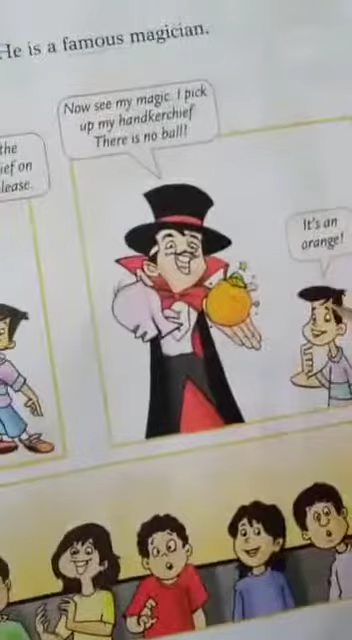 He is a famous magician.
the
ief on
lease.
Now see my magic. I pick
up my handkerchief
There is no ball!
It's an
orange!